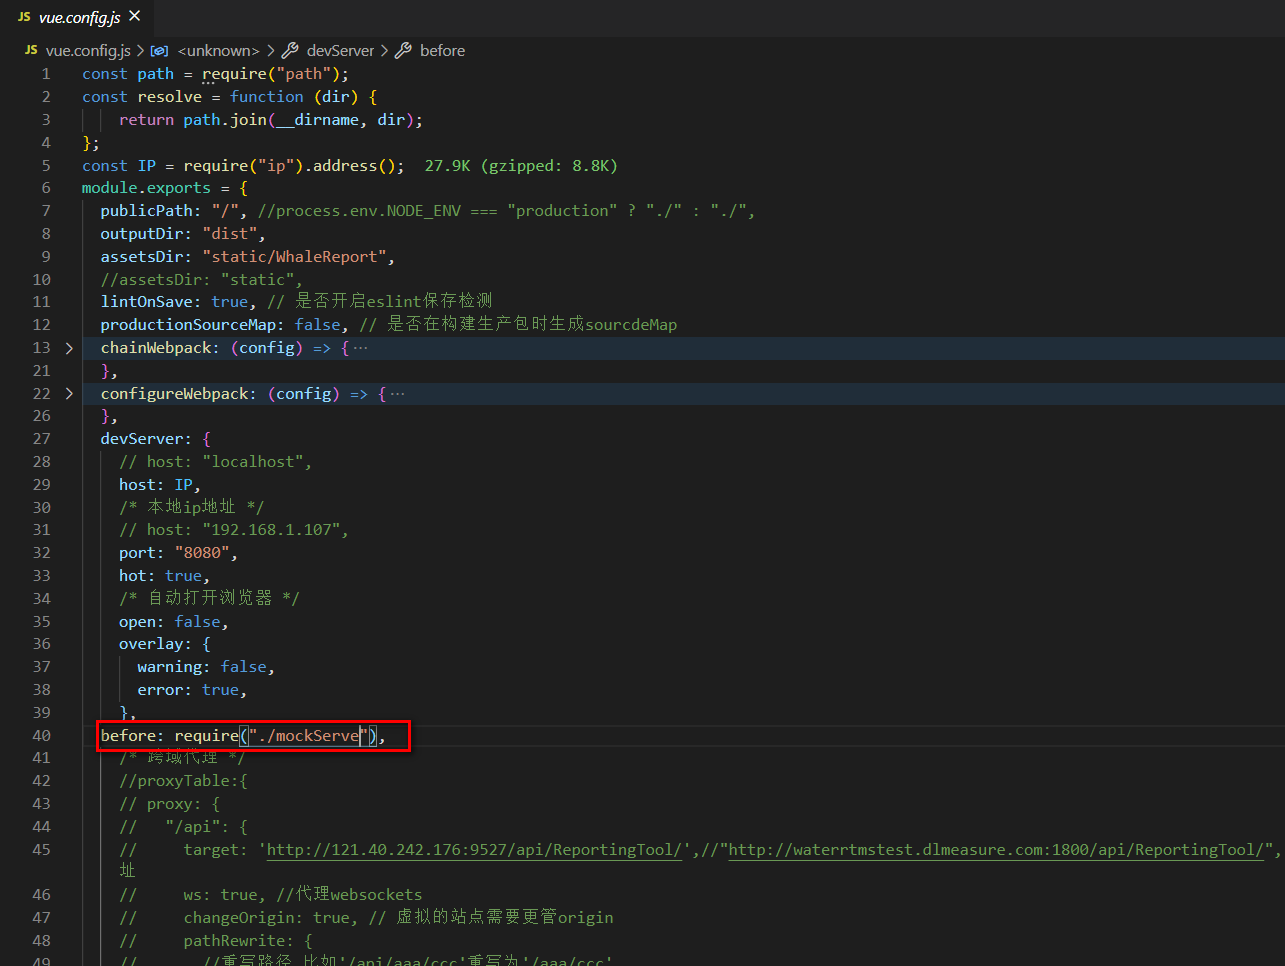 JS vue.config.js ×
JS vue.config.js > <unknown> > devServer > before
1 const path = require("path");
2 const resolve = function (dir) {
3 return path.join(__dirname, dir);
4 };
5 const IP = require("ip").address(); 27.9K (gzipped: 8.8K)
6 module.exports = {
7 publicPath: "/", //process.env.NODE_ENV === "production" ? "./" : "./",
8 outputDir: "dist",
9 assetsDir: "static/WhaleReport",
10 //assetsDir: "static",
11 lintOnSave: true, // 是否开启eslint保存检测
12 productionSourceMap: false, // 是否在构建生产包时生成sourcdeMap
13 > chainWebpack: (config) => { ⋯
21 },
22 > configureWebpack: (config) => { ⋯
26 },
27 devServer: {
28 // host: "localhost",
29 host: IP,
30 /* 本地ip地址 */
31 // host: "192.168.1.107",
32 port: "8080",
33 hot: true,
34 /* 自动打开浏览器 */
35 open: false,
36 overlay: {
37 warning: false,
38 error: true,
39 },
40 before: require("./mockServe"),
41 /* 跨域代理 */
42 //proxyTable:{
43 // proxy: {
44 // "/api": {
45 // target: 'http://121.40.242.176:9527/api/ReportingTool/',//"http://waterrtmstest.dlmeasure.com:1800/api/ReportingTool/",
址
46 // ws: true, //代理websockets
47 // changeOrigin: true, // 虚拟的站点需要更管origin
48 // pathRewrite: {
49 // //重写路径 比如'/api/aaa/ccc'重写为'/aaa/ccc'